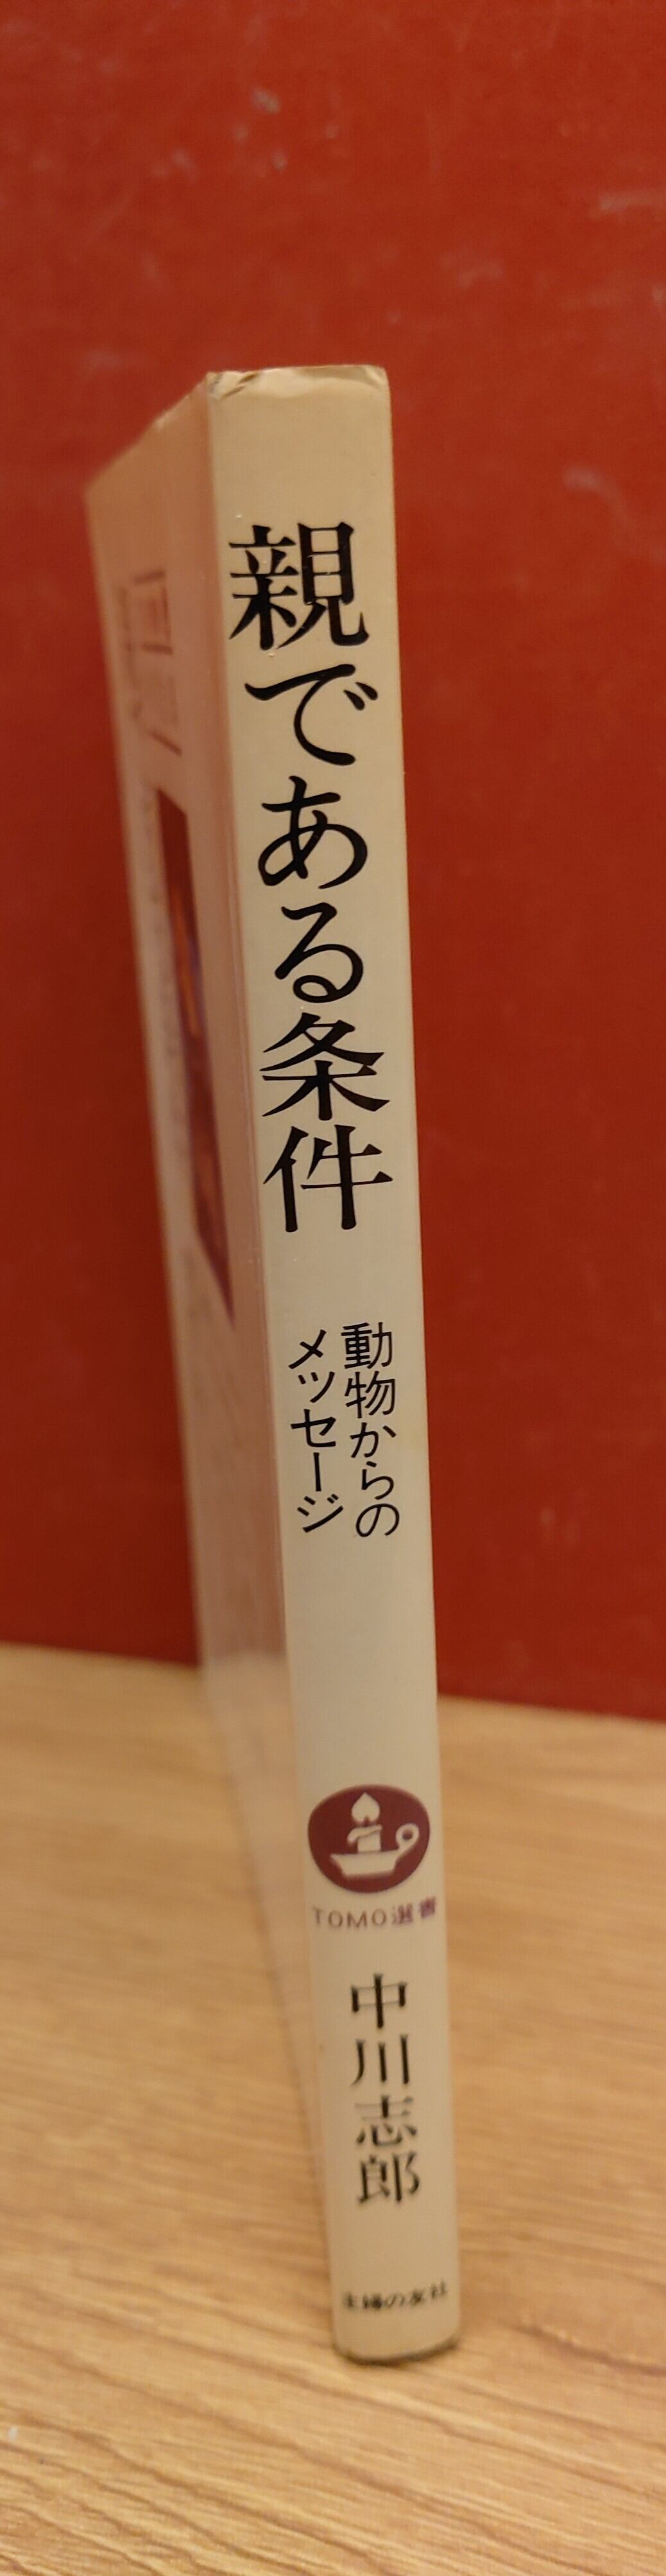 親である条件
動物からの
メッセージ
TOMO選書
中川志郎
主婦の友社